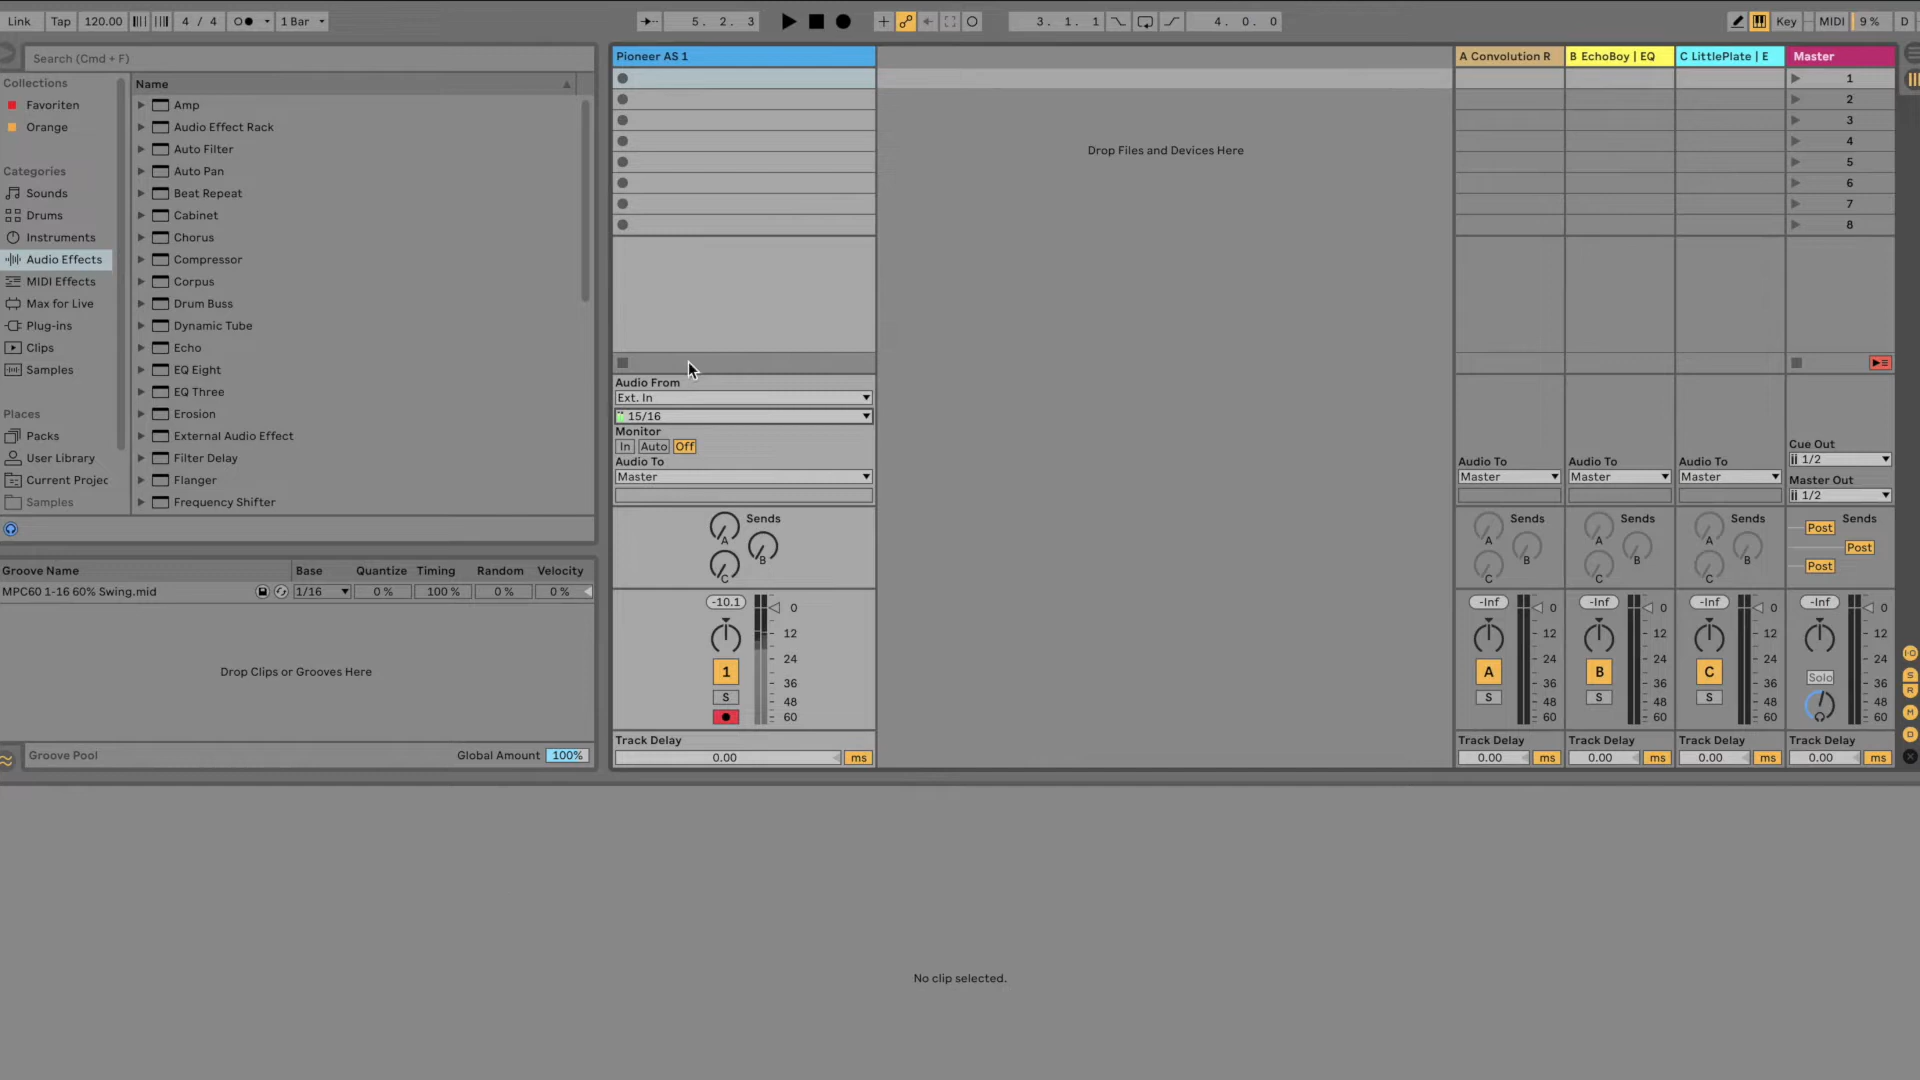 Link Tap 120.00 4 / 4 1 Bar 5. 2. 3 3. 1. 1 4. 0. 0 Key MIDI 9 % D
Search (Cmd + F)
Collections
Favoriten
Orange
Categories
Sounds
Drums
Instruments
Audio Effects
MIDI Effects
Max for Live
Plug-ins
Clips
Samples
Places
Packs
User Library
Current Projec
Samples
Name
Amp
Audio Effect Rack
Auto Filter
Auto Pan
Beat Repeat
Cabinet
Chorus
Compressor
Corpus
Drum Buss
Dynamic Tube
Echo
EQ Eight
EQ Three
Erosion
External Audio Effect
Filter Delay
Flanger
Frequency Shifter
Groove Name Base Quantize Timing Random Velocity
MPC60 1-16 60% Swing.mid 1/16 0 % 100 % 0 % 0 %
Drop Clips or Grooves Here
Groove Pool Global Amount 100%
Pioneer AS 1
Audio From
Ext. In
15/16
Monitor
In Auto Off
Audio To
Master
Sends
A
B
C
-10.1
0
12
24
36
48
60
1
S
Track Delay
0.00 ms
Drop Files and Devices Here
A Convolution R
Audio To
Master
Sends
A
B
C
-Inf
0
12
24
36
48
60
A
S
Track Delay
0.00 ms
B EchoBoy | EQ
Audio To
Master
Sends
A
B
C
-Inf
0
12
24
36
48
60
B
S
Track Delay
0.00 ms
C LittlePlate | E
Audio To
Master
Sends
A
B
C
-Inf
0
12
24
36
48
60
C
S
Track Delay
0.00 ms
Master
1
2
3
4
5
6
7
8
Cue Out
1/2
Master Out
1/2
Sends
Post
Post
Post
-Inf
0
12
24
36
48
60
Solo
Track Delay
0.00 ms
I-O
S
R
M
D
No clip selected.